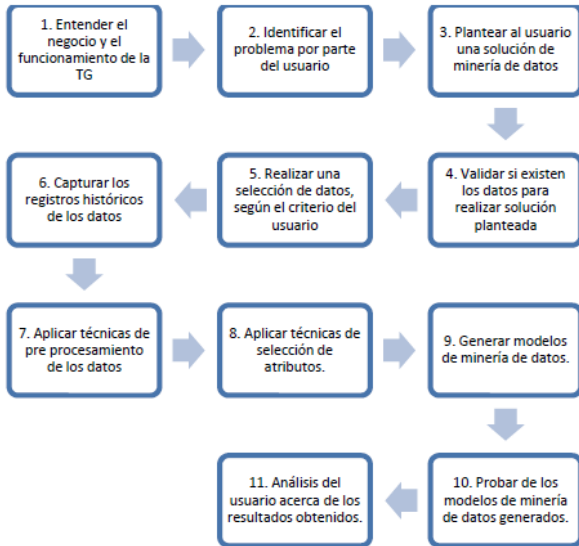 1. Entender el
negocio y el
funcionamiento de la
TG
2. Identificar el
problema por parte
del usuario
3. Plantear al usuario
una solución de
minería de datos
4. Validar si existen
los datos para
realizar solución
planteada
5. Realizar una
selección de datos,
según el criterio del
usuario
6. Capturar los
registros históricos
de los datos
7. Aplicar técnicas de
pre procesamiento
de los datos
8. Aplicar técnicas de
selección de
atributos.
9. Generar modelos
de minería de datos.
10. Probar de los
modelos de minería
de datos generados.
11. Análisis del
usuario acerca de los
resultados obtenidos.